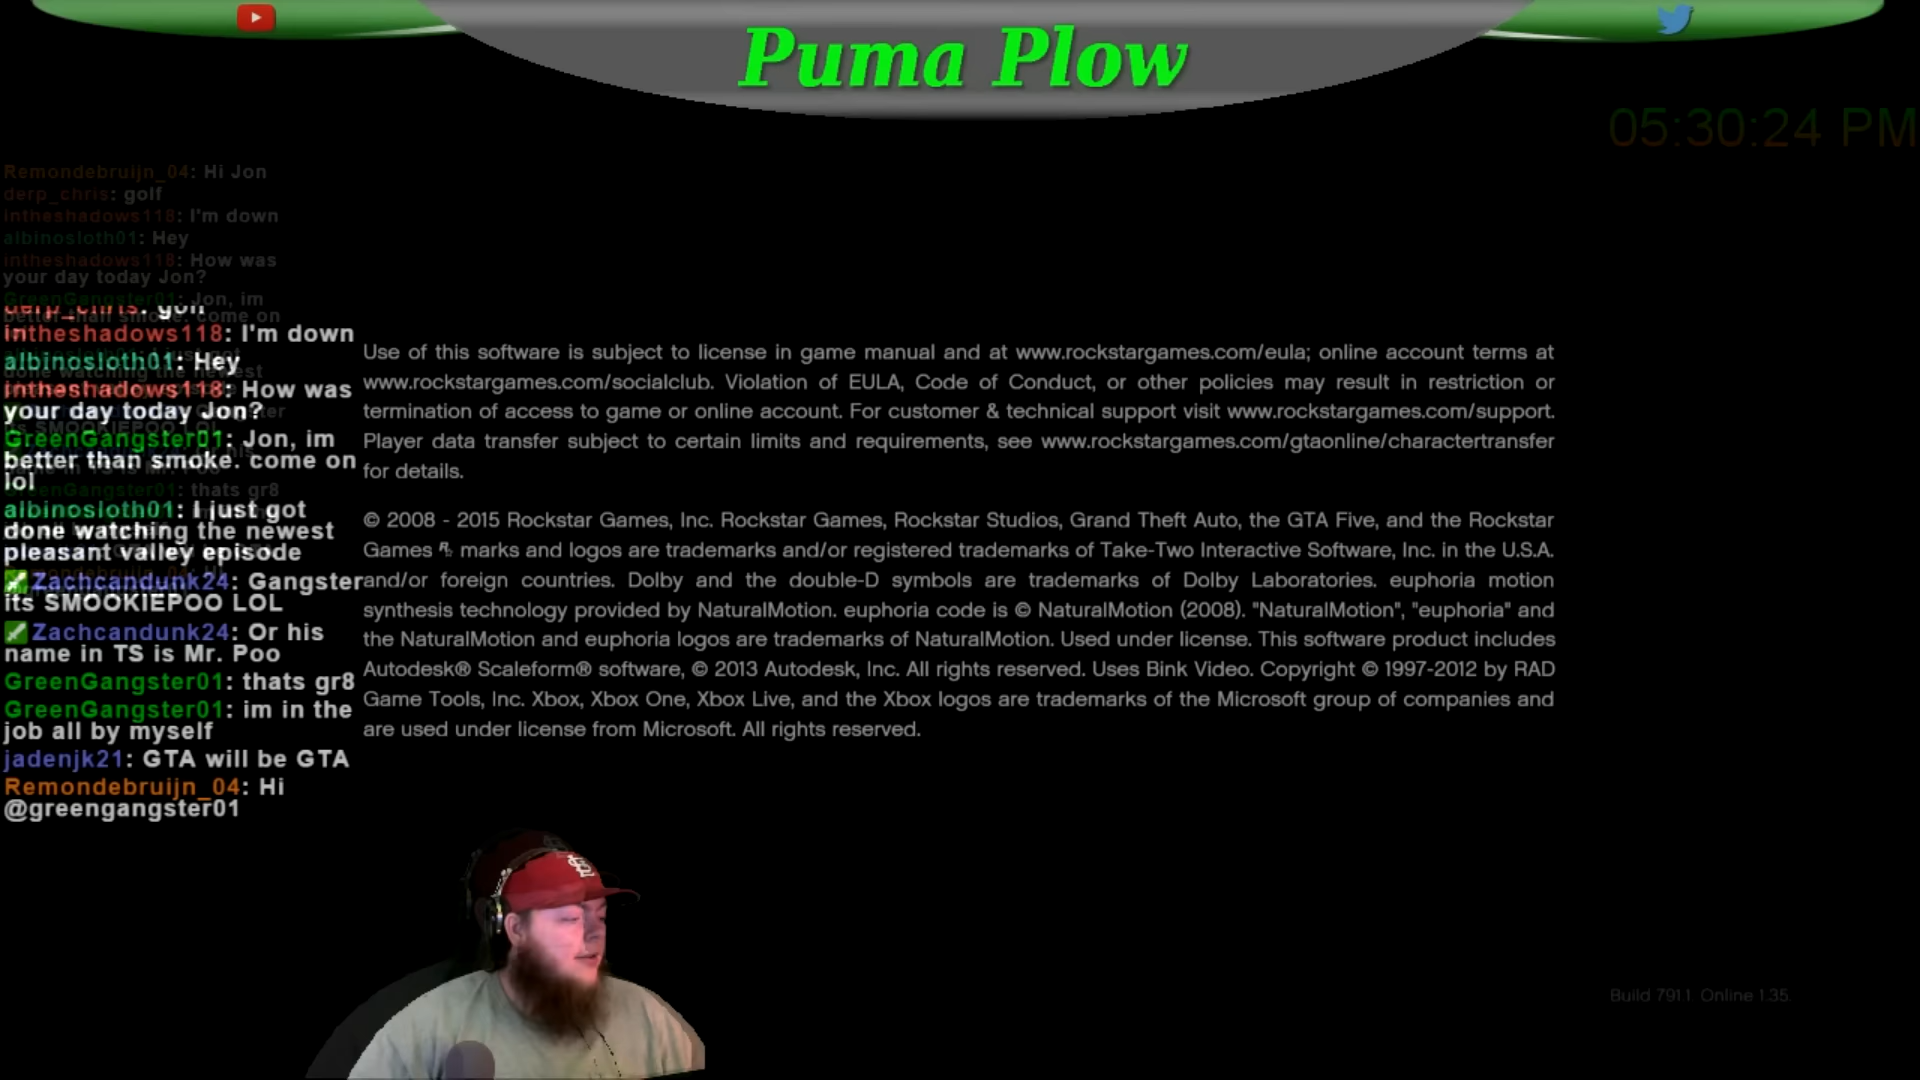 Puma Plow
05:30:24 PM
Remondebruijn_04: Hi Jon
derp_chris: golf
intheshadows118: I'm down
albinosloth01: Hey
intheshadows118: How was
your day today Jon?
GreenGangster01: Jon, im
intheshadows118: I'm down
albinosloth01: Hey
intheshadows118: How was
your day today Jon?
GreenGangster01: Jon, im
better than smoke. come on
lol
albinosloth01: I just got
done watching the newest
pleasant valley episode
Zachcandunk24: Gangster
its SMOOKIEPOO LOL
Zachcandunk24: Or his
name in TS is Mr. Poo
GreenGangster01: thats gr8
GreenGangster01: im in the
job all by myself
jadenjk21: GTA will be GTA
Remondebruijn_04: Hi
@greengangster01
Use of this software is subject to license in game manual and at www.rockstargames.com/eula; online account terms at
www.rockstargames.com/socialclub. Violation of EULA, Code of Conduct, or other policies may result in restriction or
termination of access to game or online account. For customer & technical support visit www.rockstargames.com/support.
Player data transfer subject to certain limits and requirements, see www.rockstargames.com/gtaonline/charactertransfer
for details.
© 2008 - 2015 Rockstar Games, Inc. Rockstar Games, Rockstar Studios, Grand Theft Auto, the GTA Five, and the Rockstar
Games R* marks and logos are trademarks and/or registered trademarks of Take-Two Interactive Software, Inc. in the U.S.A.
and/or foreign countries. Dolby and the double-D symbols are trademarks of Dolby Laboratories. euphoria motion
synthesis technology provided by NaturalMotion. euphoria code is © NaturalMotion (2008). "NaturalMotion", "euphoria" and
the NaturalMotion and euphoria logos are trademarks of NaturalMotion. Used under license. This software product includes
Autodesk® Scaleform® software, © 2013 Autodesk, Inc. All rights reserved. Uses Bink Video. Copyright © 1997-2012 by RAD
Game Tools, Inc. Xbox, Xbox One, Xbox Live, and the Xbox logos are trademarks of the Microsoft group of companies and
are used under license from Microsoft. All rights reserved.
StL
Build 791.1 Online 1.35.